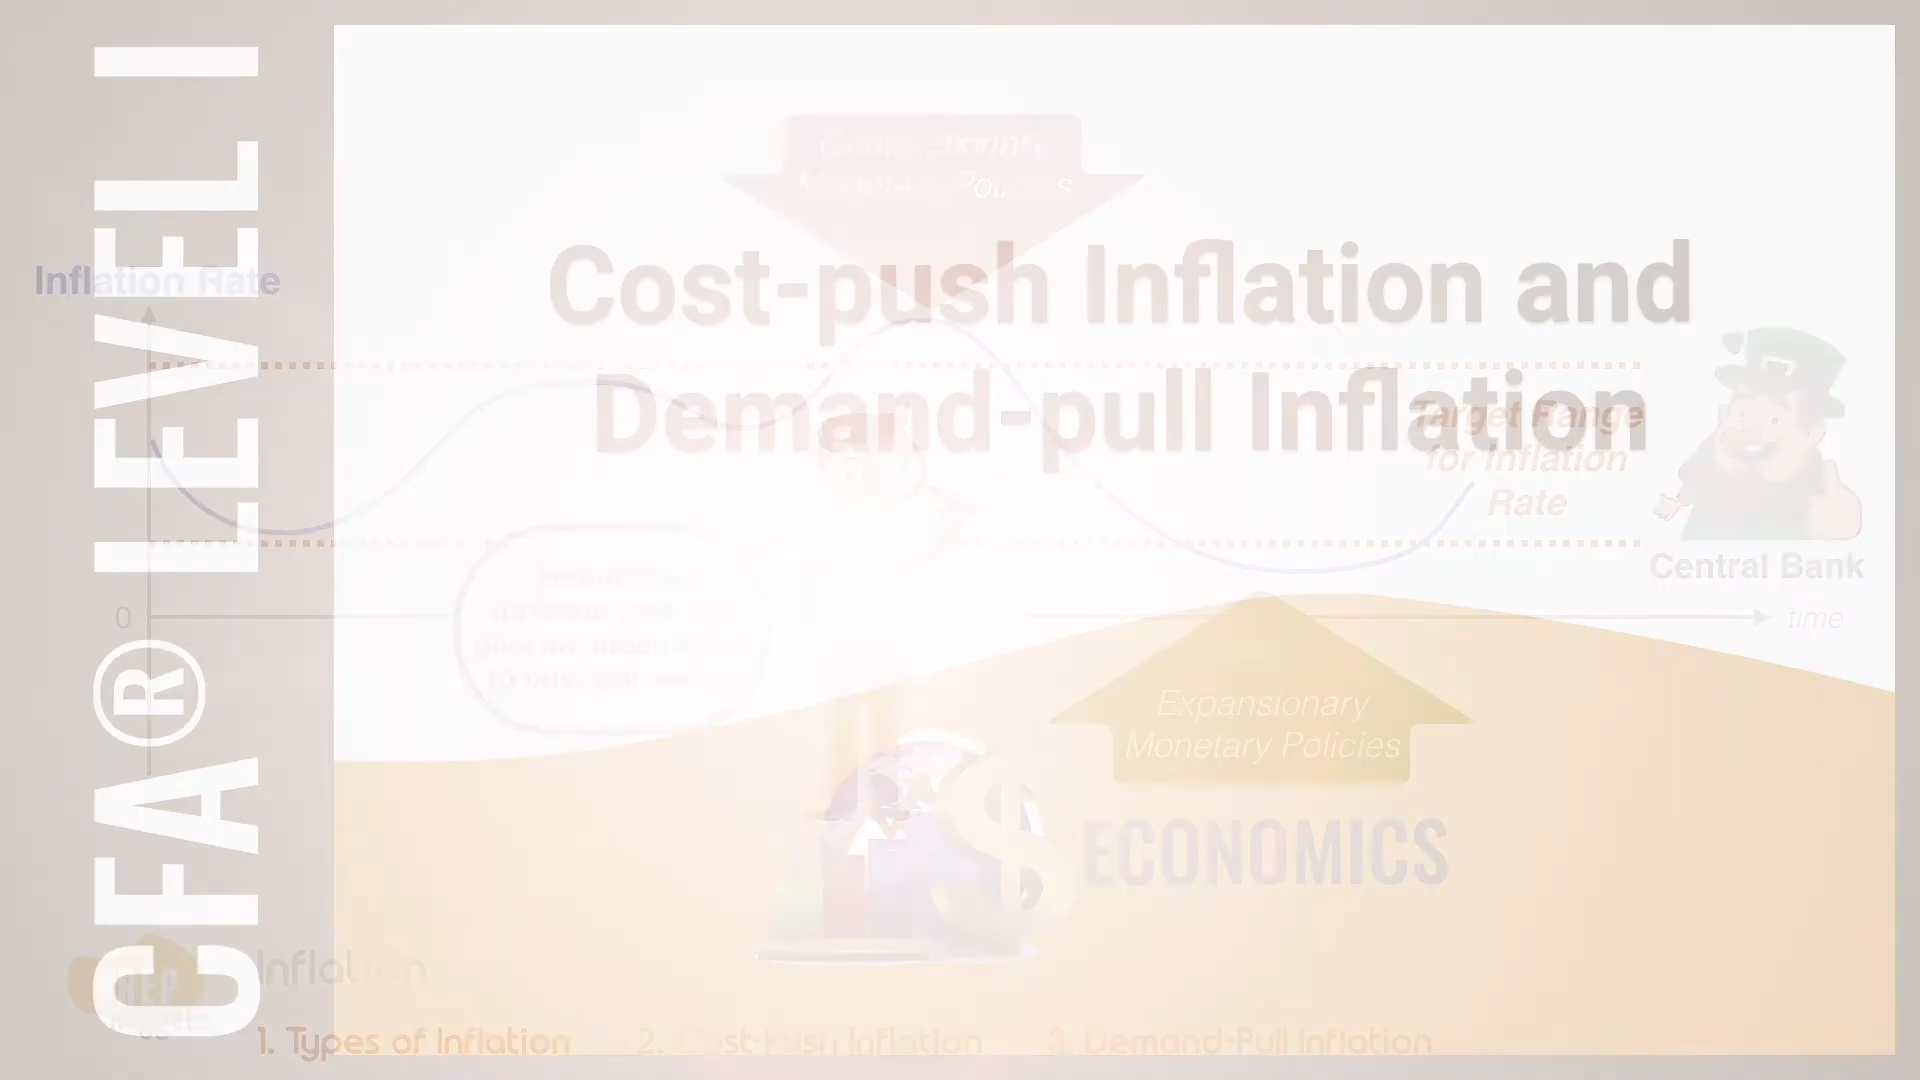 CFA® LEVEL I
Cost-push Inflation and
Demand-pull Inflation
ECONOMICS
Inflation Rate
Policies
Target Range
for Inflation
Rate
Central Bank
0
time
Expansionary
Monetary Policies
Inflation
1. Types of Inflation
2. Cost-Push Inflation
3. Demand-Pull Inflation